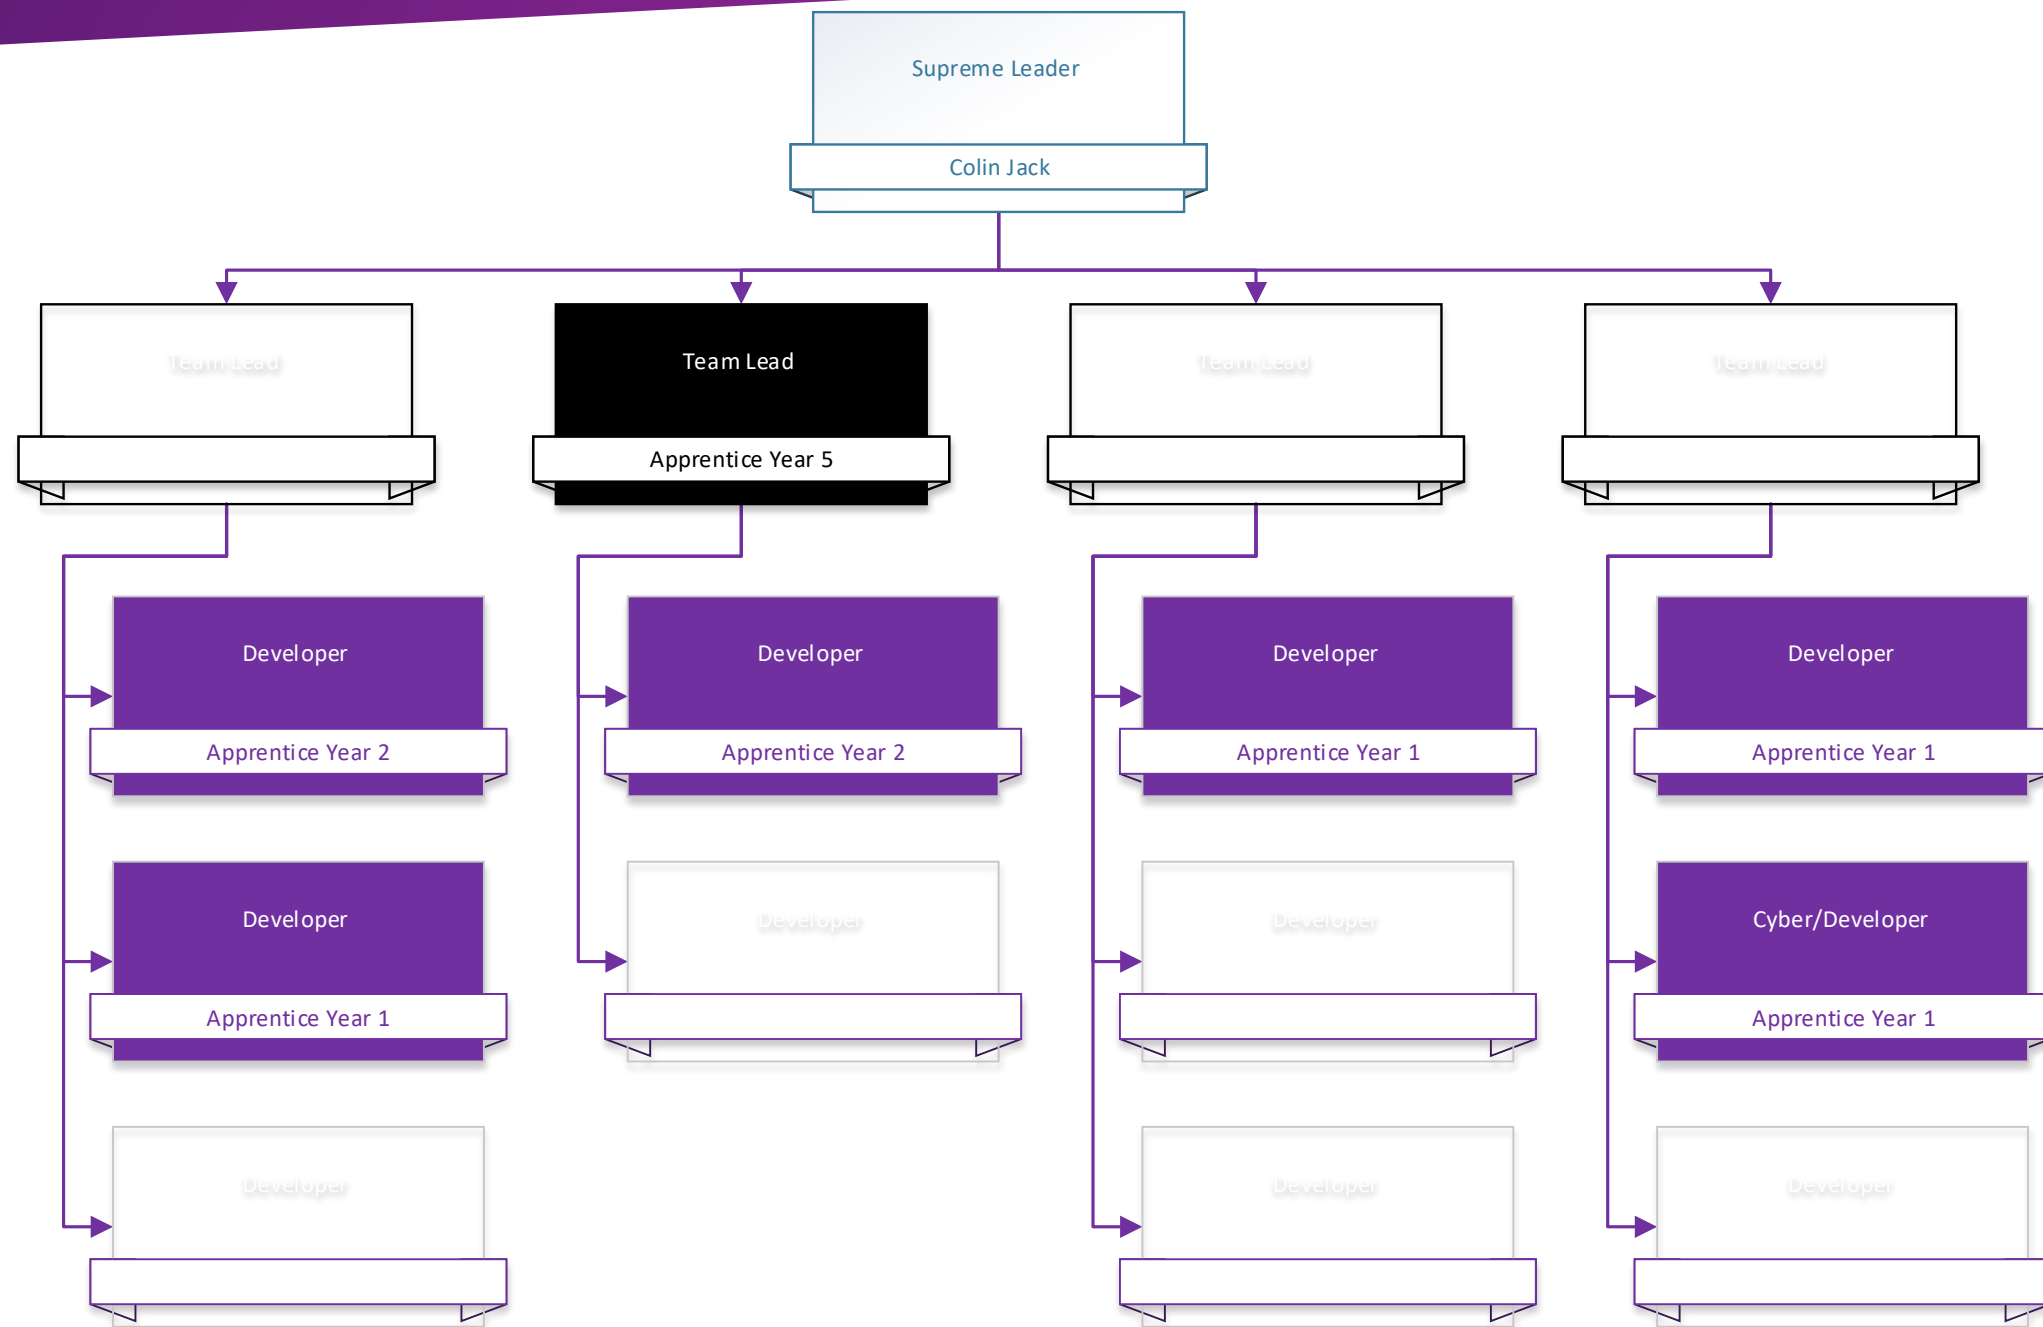 Supreme Leader
Colin Jack
Team Lead
Team Lead
Apprentice Year 5
Team Lead
Team Lead
Developer
Apprentice Year 2
Developer
Apprentice Year 2
Developer
Apprentice Year 1
Developer
Apprentice Year 1
Developer
Apprentice Year 1
Developer
Developer
Cyber/Developer
Apprentice Year 1
Developer
Developer
Developer